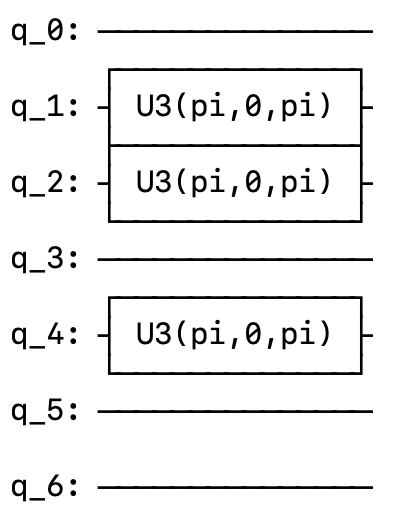 q_0:
q_1: U3(pi,0,pi)
q_2: U3(pi,0,pi)
q_3:
q_4: U3(pi,0,pi)
q_5:
q_6: